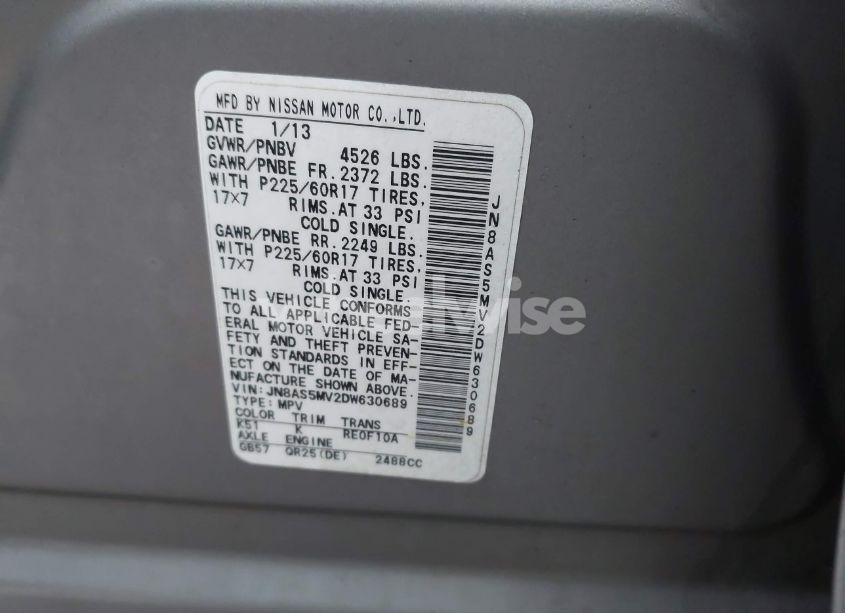 MFD BY NISSAN MOTOR CO.,LTD.
DATE 1/13
GVWR/PNBV 4526 LBS.
GAWR/PNBE FR. 2372 LBS.
WITH P225/60R17 TIRES,
17×7 RIMS.AT 33 PSI
COLD SINGLE.
GAWR/PNBE RR. 2249 LBS.
WITH P225/60R17 TIRES,
17×7 RIMS.AT 33 PSI
COLD SINGLE.
THIS VEHICLE CONFORMS
TO ALL APPLICABLE FED-
ERAL MOTOR VEHICLE SA-
FETY AND THEFT PREVEN-
TION STANDARDS IN EFF-
ECT ON THE DATE OF MA-
NUFACTURE SHOWN ABOVE.
VIN: JN8AS5MV2DW630689
TYPE: MPV
COLOR TRIM TRANS
K51 K RE0F10A
AXLE ENGINE
GB57 QR25(DE) 2488CC
JN8AS5MV2DW630689